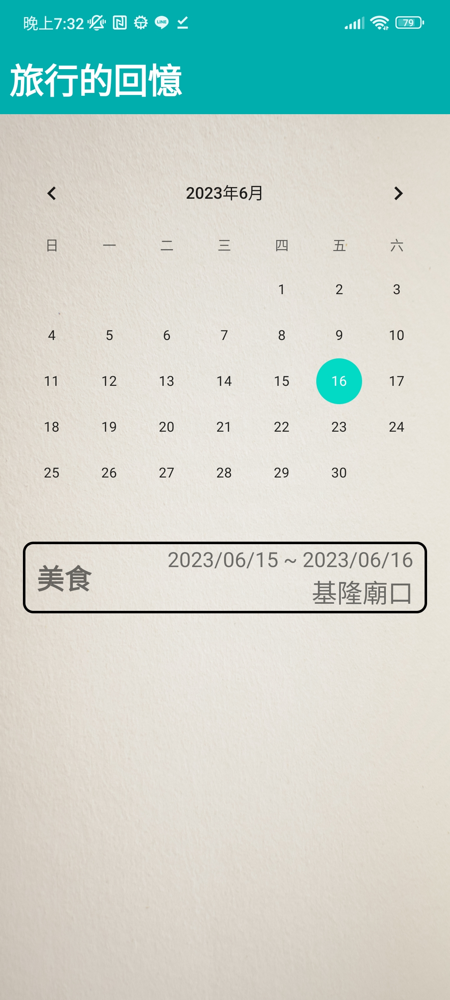 晚上7:32 LINE 79
旅行的回憶
2023年6月
日 一 二 三 四 五 六
1 2 3
4 5 6 7 8 9 10
11 12 13 14 15 16 17
18 19 20 21 22 23 24
25 26 27 28 29 30
2023/06/15 ~ 2023/06/16
美食
基隆廟口